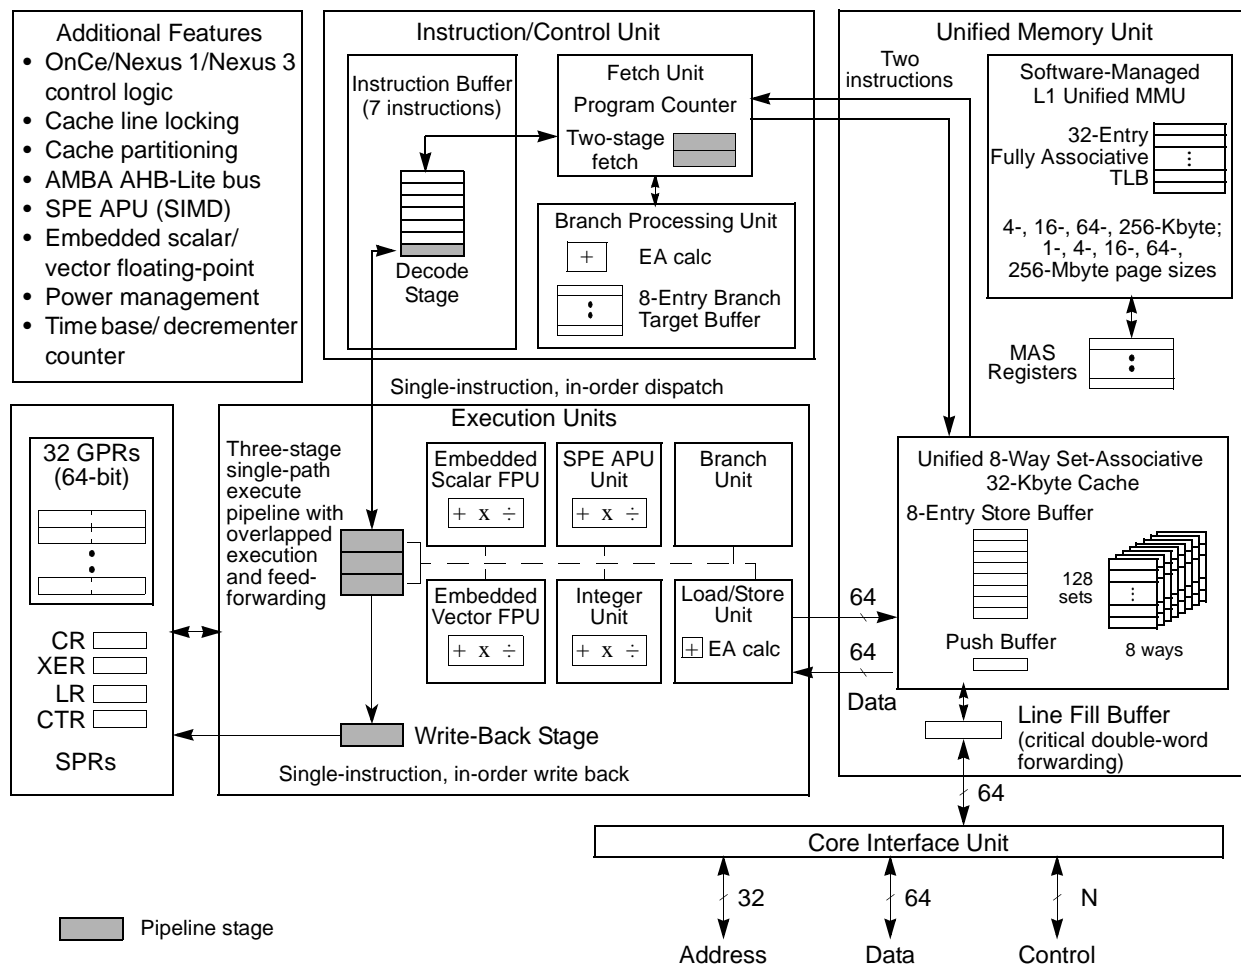 Additional Features
• OnCe/Nexus 1/Nexus 3
control logic
• Cache line locking
• Cache partitioning
• AMBA AHB-Lite bus
• SPE APU (SIMD)
• Embedded scalar/
vector floating-point
• Power management
• Time base/ decrementer
counter
Instruction/Control Unit
Instruction Buffer
(7 instructions)
Decode
Stage
Fetch Unit
Program Counter
Two-stage
fetch
Branch Processing Unit
+
EA calc
8-Entry Branch
Target Buffer
Unified Memory Unit
Two
instructions
Software-Managed
L1 Unified MMU
32-Entry
Fully Associative
TLB
4-, 16-, 64-, 256-Kbyte;
1-, 4-, 16-, 64-,
256-Mbyte page sizes
MAS
Registers
Single-instruction, in-order dispatch
32 GPRs
(64-bit)
CR
XER
LR
CTR
SPRs
Execution Units
Three-stage
single-path
execute
pipeline with
overlapped
execution
and feed-
forwarding
Embedded
Scalar FPU
+ x ÷
SPE APU
Unit
+ x ÷
Branch
Unit
Embedded
Vector FPU
+ x ÷
Integer
Unit
+ x ÷
Load/Store
Unit
+ EA calc
Write-Back Stage
Single-instruction, in-order write back
64
64
Data
Unified 8-Way Set-Associative
32-Kbyte Cache
8-Entry Store Buffer
128
sets
8 ways
Push Buffer
Line Fill Buffer
(critical double-word
forwarding)
64
Core Interface Unit
32
64
N
Address
Data
Control
Pipeline stage